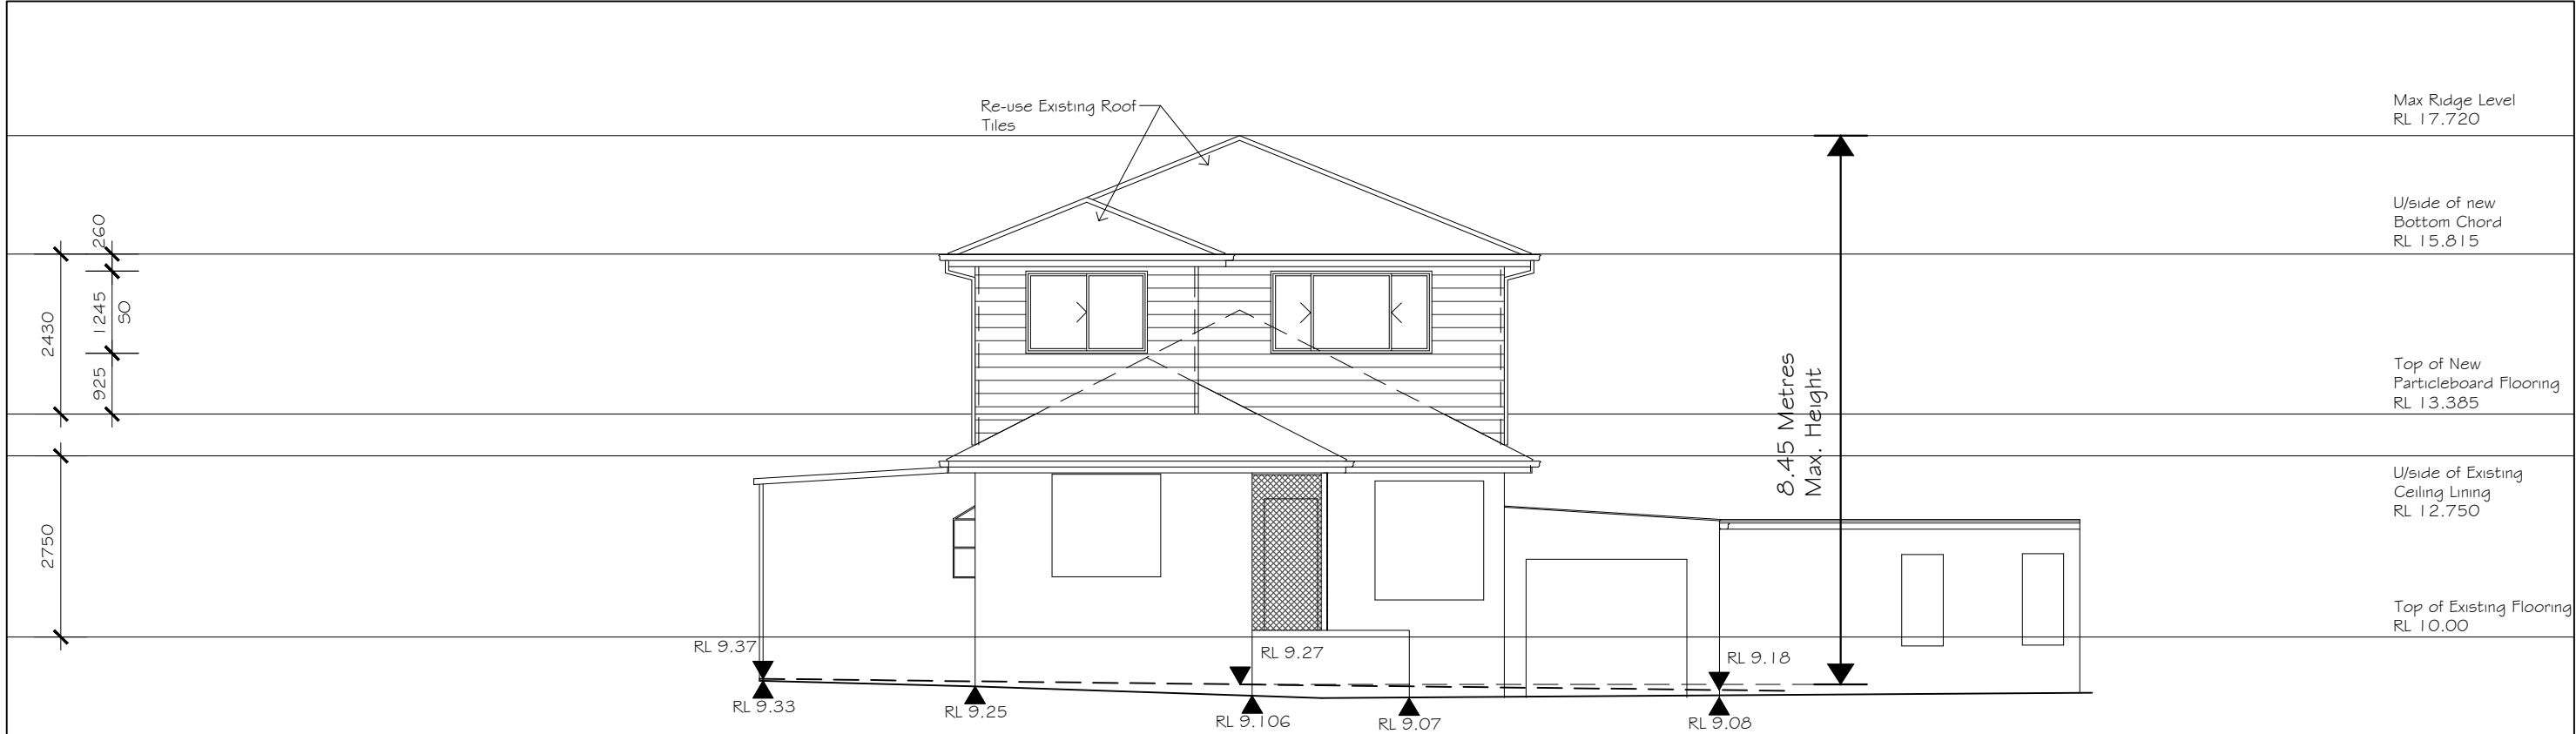 Re-use Existing Roof
Tiles
Max Ridge Level
RL 17.720
U/side of new
Bottom Chord
RL 15.815
260
1245
50
2430
925
8.45 Metres
Max. Height
Top of New
Particleboard Flooring
RL 13.385
U/side of Existing
Ceiling Lining
RL 12.750
2750
Top of Existing Flooring
RL 10.00
RL 9.37
RL 9.27
RL 9.18
RL 9.33
RL 9.25
RL 9.106
RL 9.07
RL 9.08